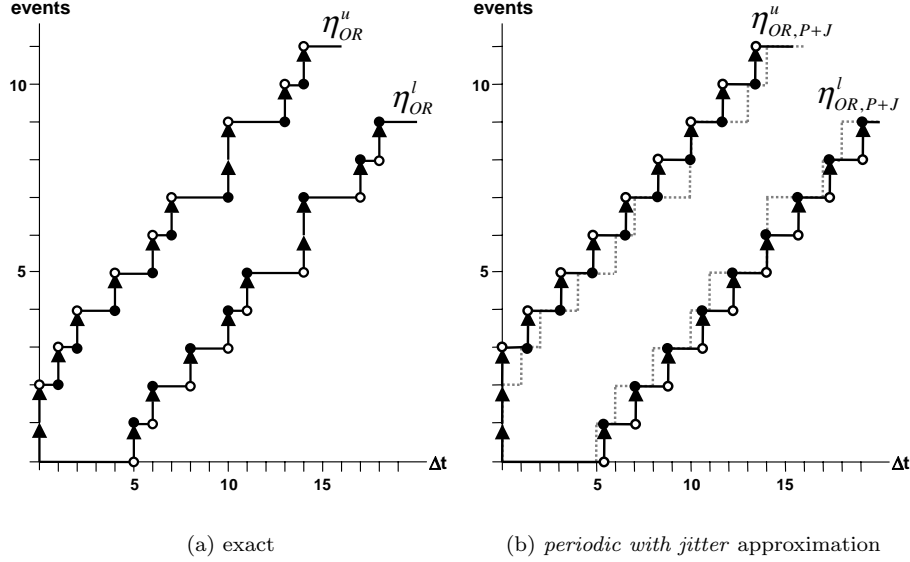 events
η^u_OR
η^l_OR
10
5
5
10
15
Δt
(a) exact
events
η^u_OR,P+J
η^l_OR,P+J
10
5
5
10
15
Δt
(b) periodic with jitter approximation